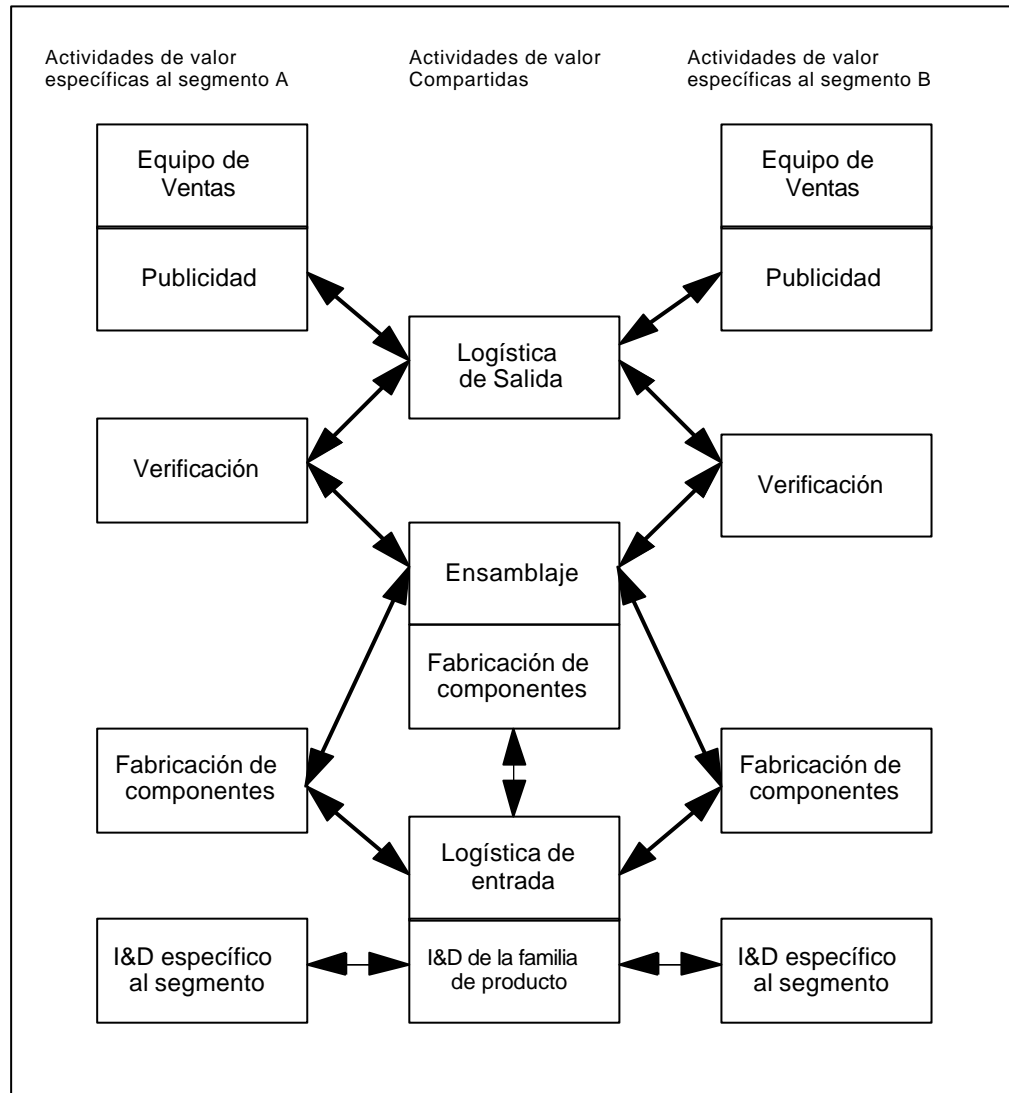 Actividades de valor
específicas al segmento A
Actividades de valor
Compartidas
Actividades de valor
específicas al segmento B
Equipo de
Ventas
Equipo de
Ventas
Publicidad
Publicidad
Logística
de Salida
Verificación
Verificación
Ensamblaje
Fabricación de
componentes
Fabricación de
componentes
Fabricación de
componentes
Logística de
entrada
I&D específico
al segmento
I&D de la familia
de producto
I&D específico
al segmento